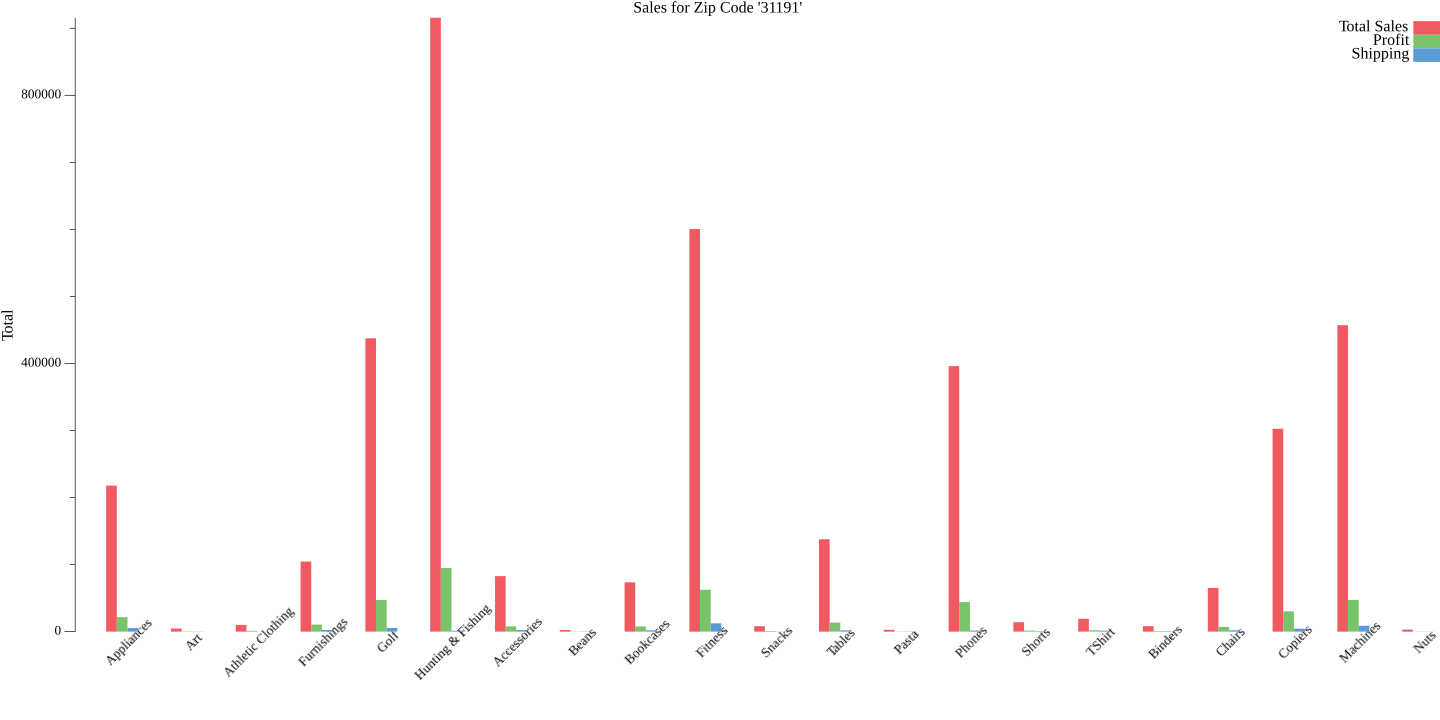 Sales for Zip Code '31191'
Total Sales
Profit
Shipping
Total
800000
400000
0
Appliances
Art
Athletic Clothing
Furnishings
Golf
Hunting & Fishing
Accessories
Beans
Bookcases
Fitness
Snacks
Tables
Pasta
Phones
Shorts
TShirt
Binders
Chairs
Copiers
Machines
Nuts